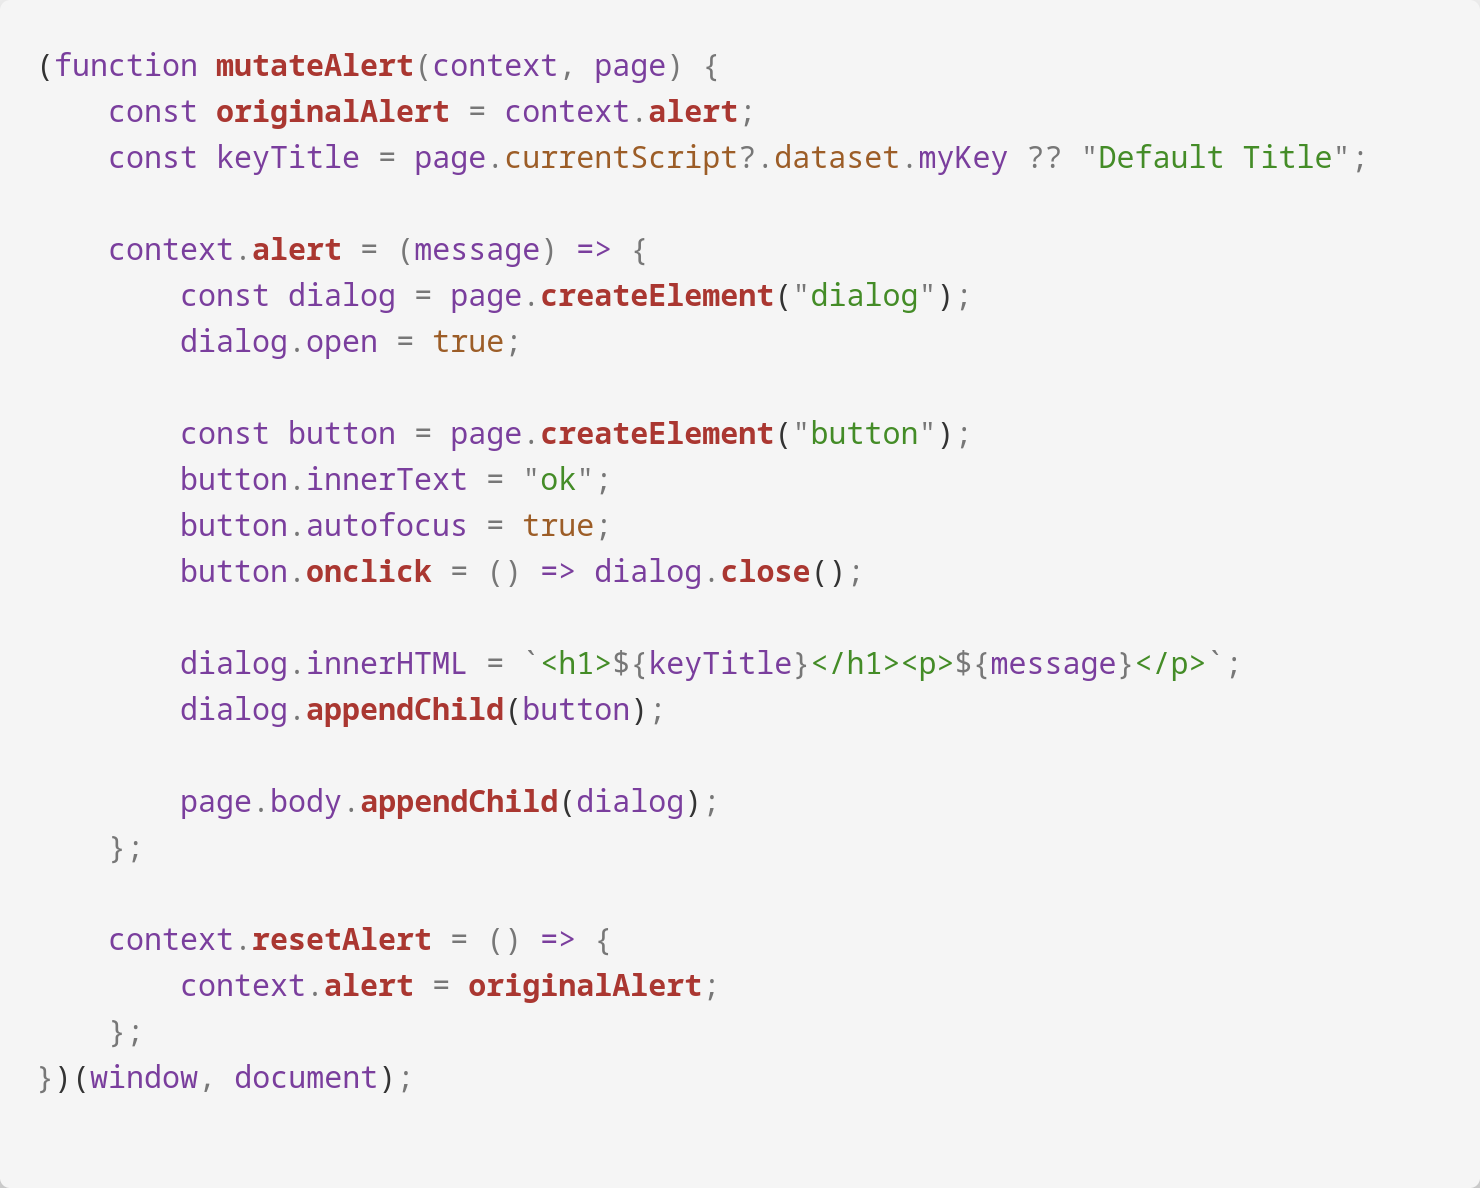 (function mutateAlert(context, page) {
    const originalAlert = context.alert;
    const keyTitle = page.currentScript?.dataset.myKey ?? "Default Title";

    context.alert = (message) => {
        const dialog = page.createElement("dialog");
        dialog.open = true;

        const button = page.createElement("button");
        button.innerText = "ok";
        button.autofocus = true;
        button.onclick = () => dialog.close();

        dialog.innerHTML = `<h1>${keyTitle}</h1><p>${message}</p>`;
        dialog.appendChild(button);

        page.body.appendChild(dialog);
    };

    context.resetAlert = () => {
        context.alert = originalAlert;
    };
})(window, document);